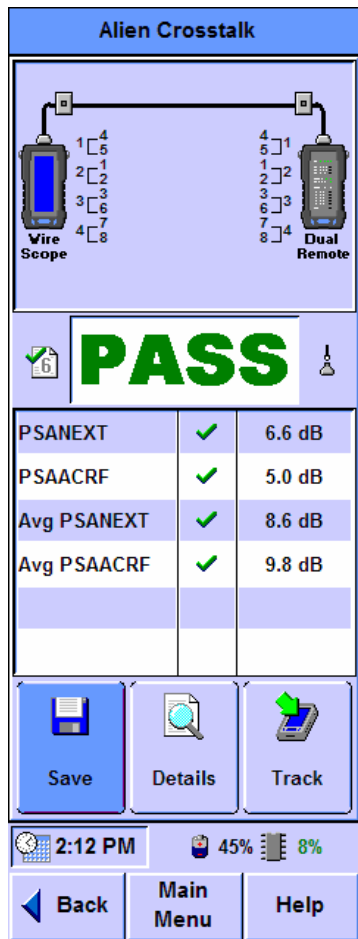 Alien Crosstalk
1 4 5
2 1 2
3 3 6
4 7 8
4 5 1
1 2 2
3 6 3
7 8 4
Wire Scope
Dual Remote
6
PASS
PSANEXT 6.6 dB
PSAACRF 5.0 dB
Avg PSANEXT 8.6 dB
Avg PSAACRF 9.8 dB
Save
Details
Track
2:12 PM
45%
8%
Back
Main Menu
Help